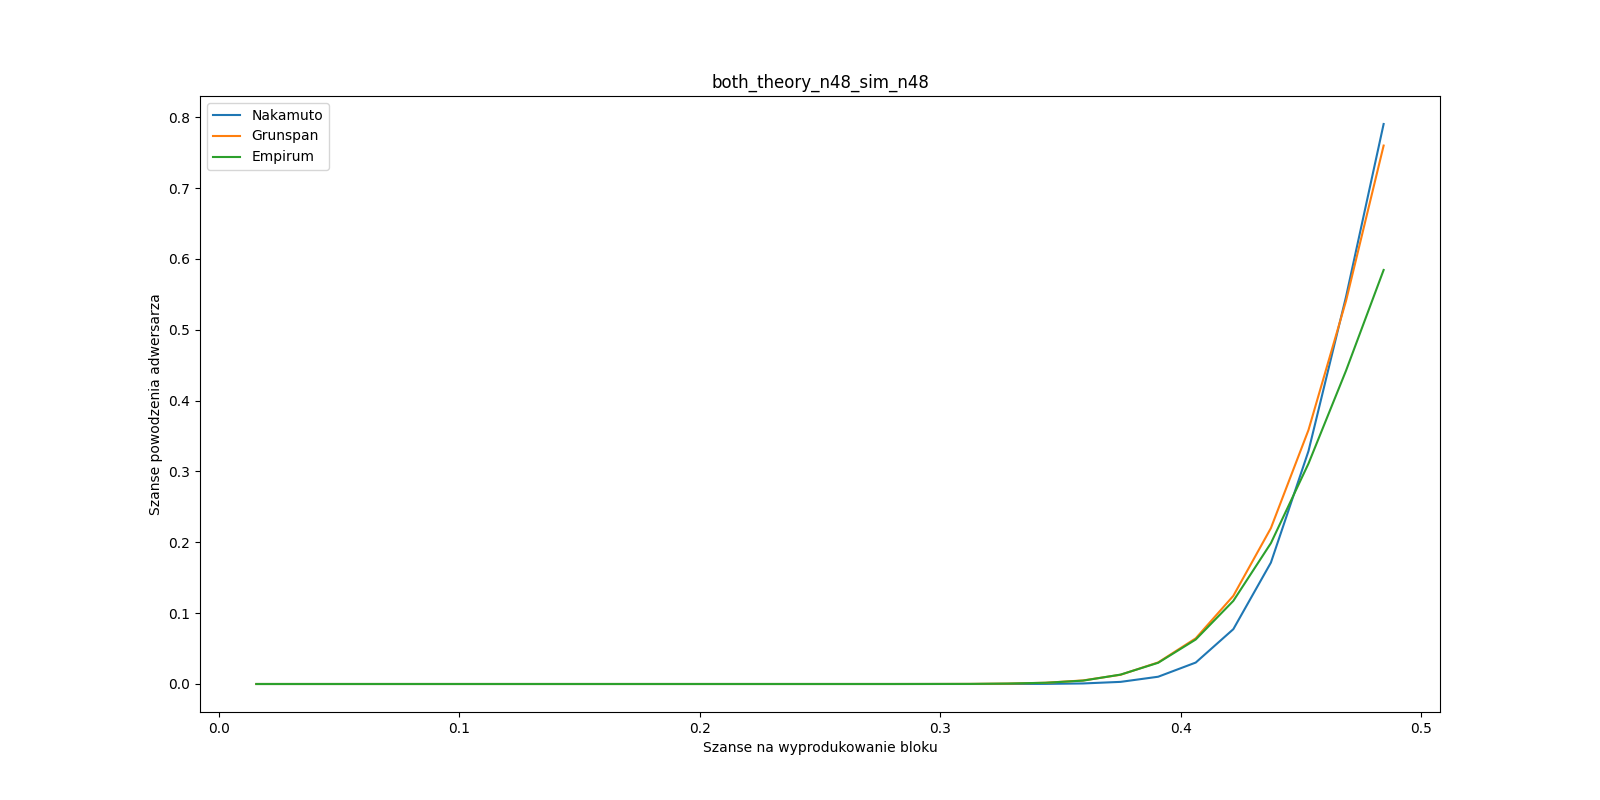 both_theory_n48_sim_n48
Nakamuto
Grunspan
Empirum
Szanse powodzenia adwersarza
0.8
0.7
0.6
0.5
0.4
0.3
0.2
0.1
0.0
0.0 0.1 0.2 0.3 0.4 0.5
Szanse na wyprodukowanie bloku